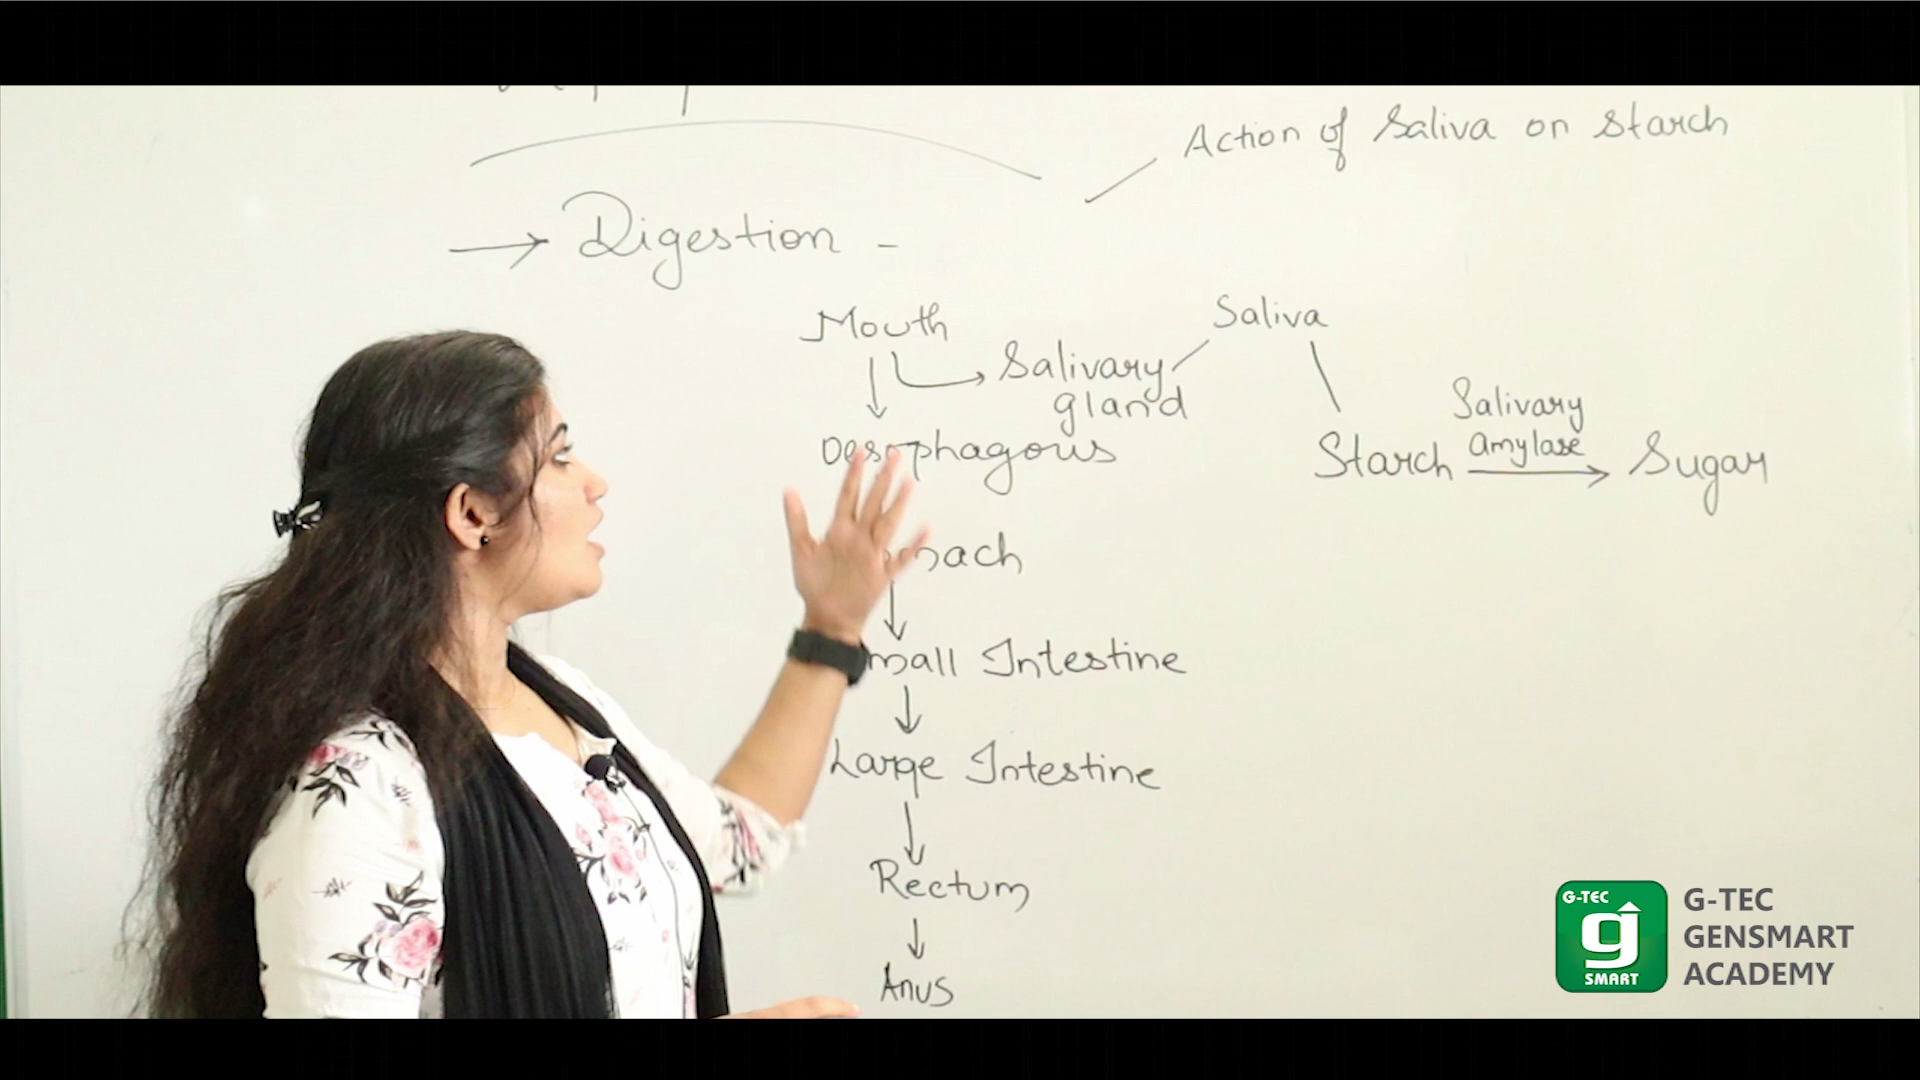 Action of Saliva on Starch
→ Digestion -
Mouth
Saliva
Salivary
gland
Oesophagous
Salivary
amylase
Starch → Sugar
Intestine
Large Intestine
Rectum
Anus
G-TEC
g
SMART
G-TEC
GENSMART
ACADEMY